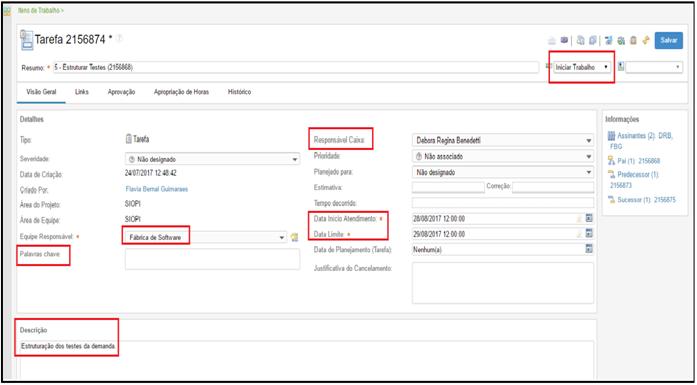 Itens de Trabalho >
Tarefa 2156874 *
Salvar
Resumo: * 5 - Estruturar Testes (2156868)
Iniciar Trabalho
Visão Geral Links Aprovação Apropriação de Horas Histórico
Detalhes
Tipo: Tarefa
Severidade: Não designado
Data de Criação: 24/07/2017 12:48:42
Criado Por: Flavia Bernal Guimaraes
Área do Projeto: SIOPI
Área de Equipe: SIOPI
Equipe Responsável: * Fábrica de Software
Palavras chave:
Responsável Caixa: Debora Regina Benedetti
Prioridade: Não associado
Planejado para: Não designado
Estimativa: Correção:
Tempo decorrido:
Data Início Atendimento: * 28/08/2017 12:00:00
Data Limite: * 29/08/2017 12:00:00
Data de Planejamento (Tarefa): Nenhum(a)
Justificativa do Cancelamento:
Informações
Assinantes (2): DRB,
FBG
Pai (1): 2156868
Predecessor (1):
2156873
Sucessor (1): 2156875
Descrição
Estruturação dos testes da demanda.